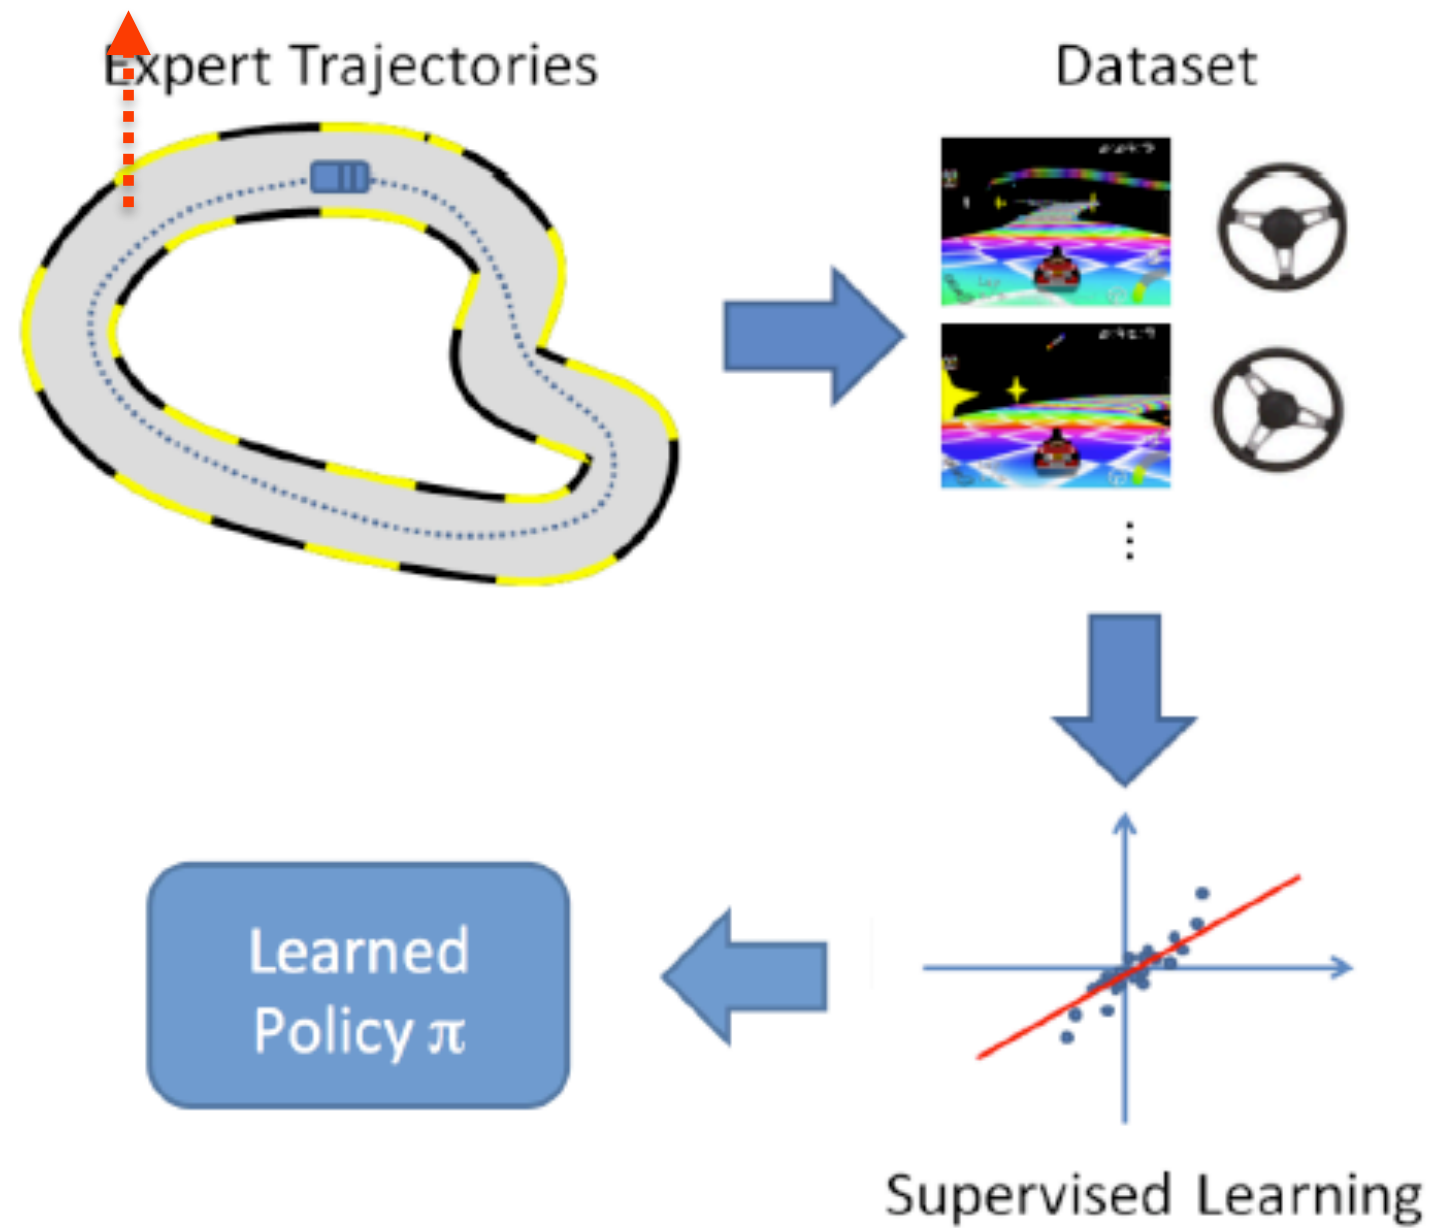 Expert Trajectories
Dataset
Learned
Policy π
Supervised Learning